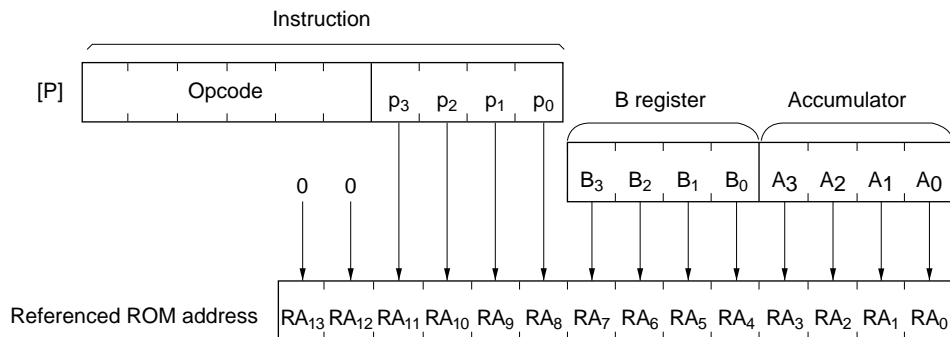 Instruction
[P] Opcode p3 p2 p1 p0
B register Accumulator
B3 B2 B1 B0 A3 A2 A1 A0
0 0
Referenced ROM address RA13 RA12 RA11 RA10 RA9 RA8 RA7 RA6 RA5 RA4 RA3 RA2 RA1 RA0